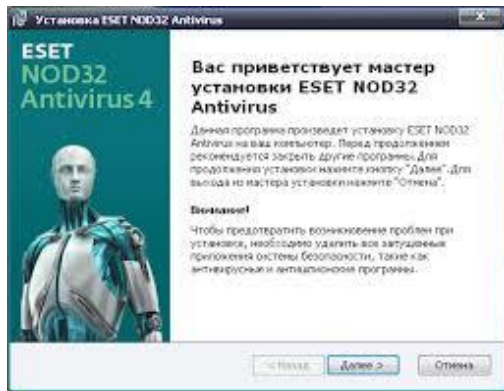 Установка ESET NOD32 Antivirus
ESET
NOD32
Antivirus 4
Вас приветствует мастер
установки ESET NOD32
Antivirus
Данная программа произведет установку ESET NOD32
Antivirus на ваш компьютер. Перед продолжением
рекомендуется закрыть другие программы. Для
продолжения установки нажмите кнопку "Далее". Для
выхода из мастера установки нажмите "Отмена".
Внимание!
Чтобы предотвратить возникновение проблем при
установке, необходимо удалить все запущенные
приложения системы безопасности, такие как
антивирусные и антишпионские программы.
< Назад
Далее >
Отмена